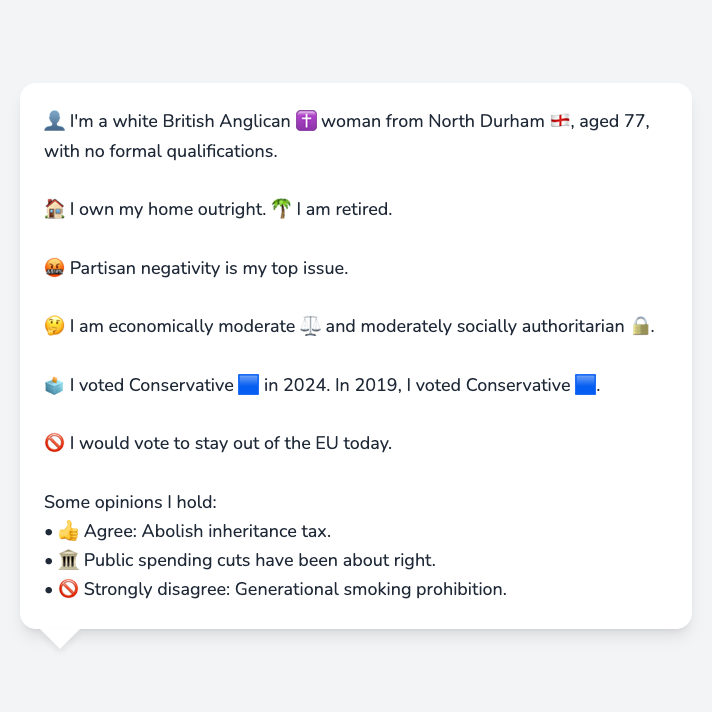 👤 I'm a white British Anglican ✝️ woman from North Durham 🏴󠁧󠁢󠁥󠁮󠁧󠁿, aged 77,
with no formal qualifications.
🏠 I own my home outright. 🌴 I am retired.
🤬 Partisan negativity is my top issue.
🤔 I am economically moderate ⚖️ and moderately socially authoritarian 🔒.
🗳️ I voted Conservative 🟦 in 2024. In 2019, I voted Conservative 🟦.
🚫 I would vote to stay out of the EU today.
Some opinions I hold:
• 👍 Agree: Abolish inheritance tax.
• 🏛️ Public spending cuts have been about right.
• 🚫 Strongly disagree: Generational smoking prohibition.